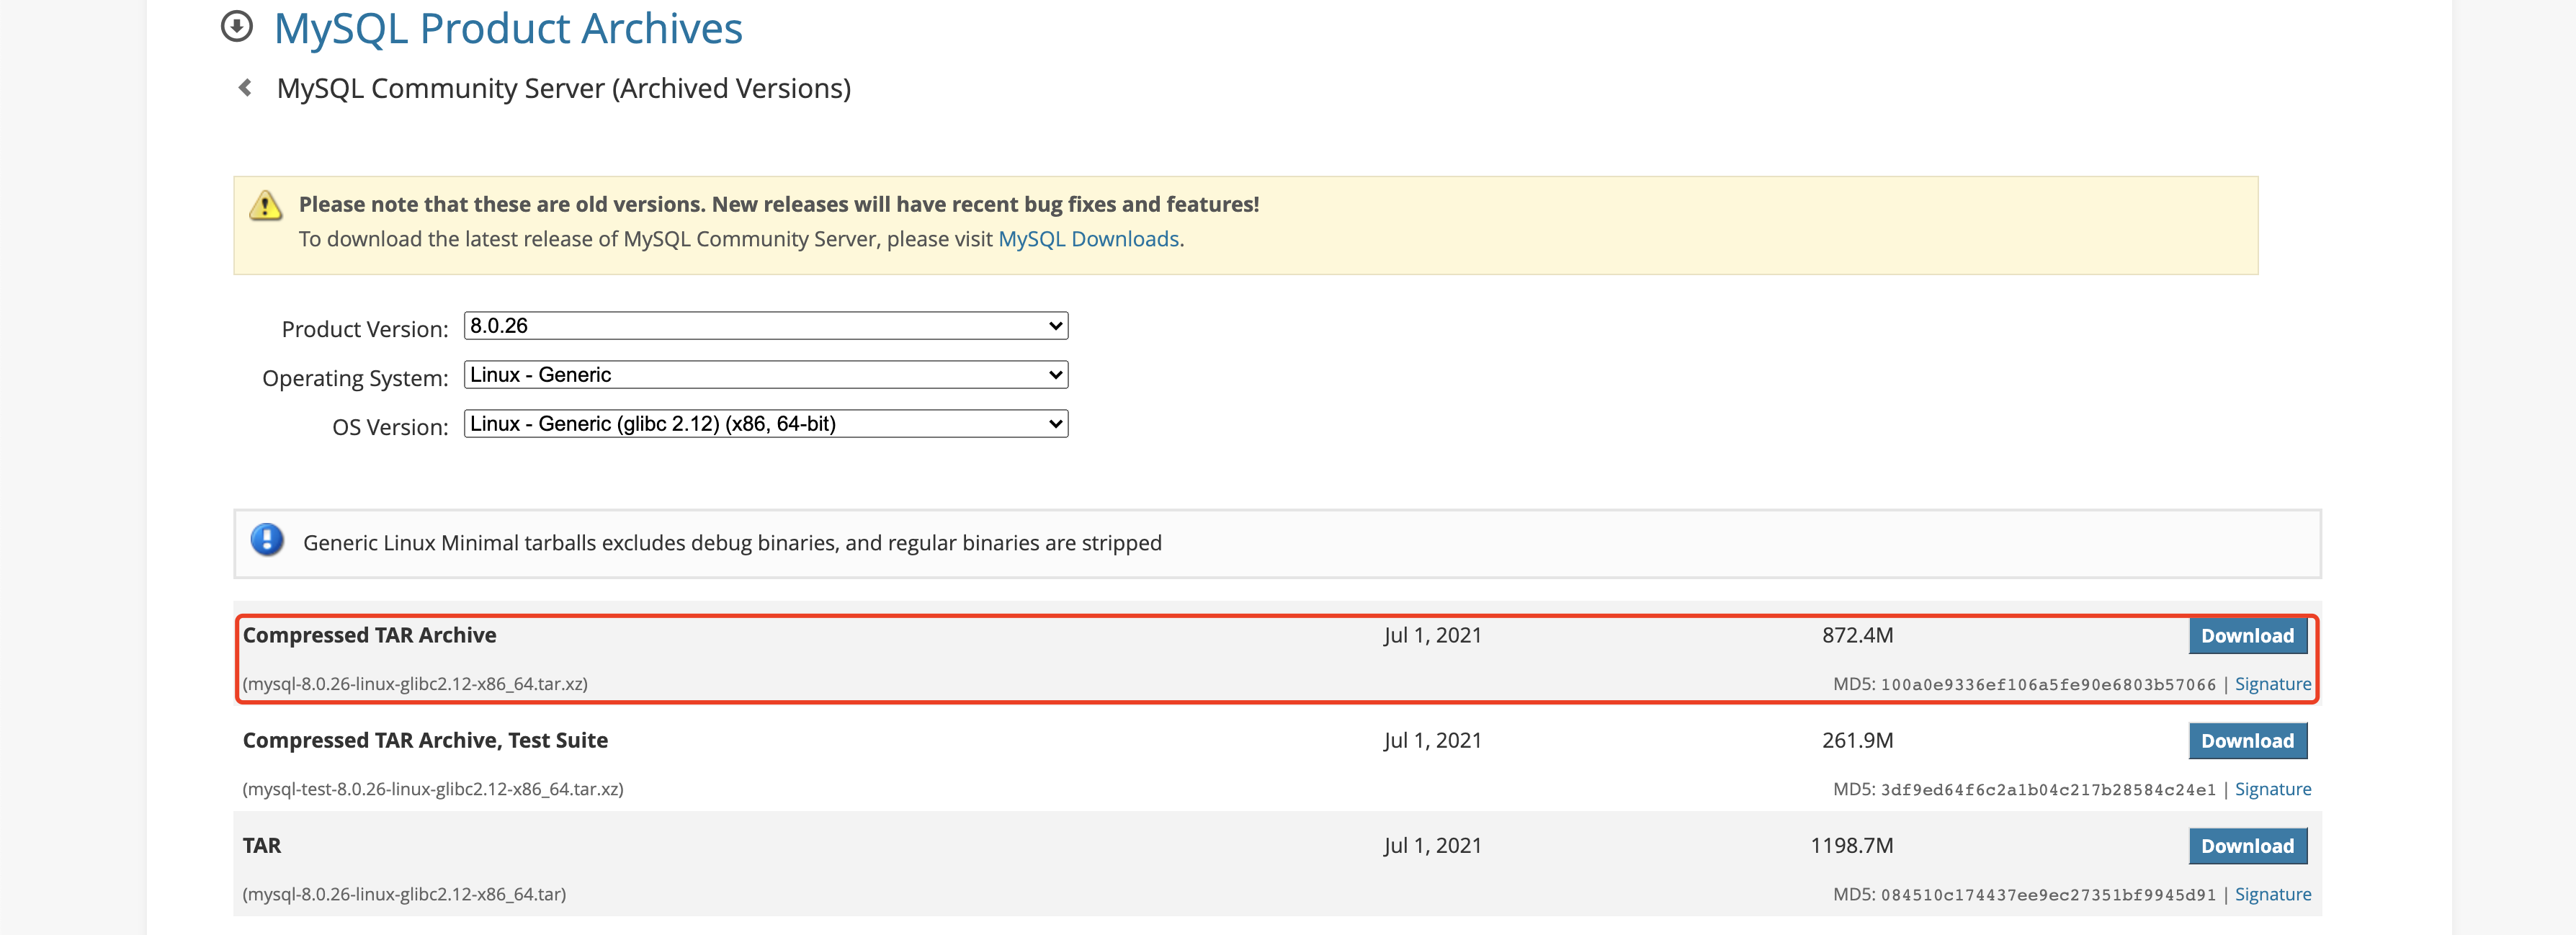 MySQL Product Archives
MySQL Community Server (Archived Versions)
Please note that these are old versions. New releases will have recent bug fixes and features!
To download the latest release of MySQL Community Server, please visit MySQL Downloads.
Product Version: 8.0.26
Operating System: Linux - Generic
OS Version: Linux - Generic (glibc 2.12) (x86, 64-bit)
Generic Linux Minimal tarballs excludes debug binaries, and regular binaries are stripped
Compressed TAR Archive Jul 1, 2021 872.4M Download
(mysql-8.0.26-linux-glibc2.12-x86_64.tar.xz) MD5: 100a0e9336ef106a5fe90e6803b57066 | Signature
Compressed TAR Archive, Test Suite Jul 1, 2021 261.9M Download
(mysql-test-8.0.26-linux-glibc2.12-x86_64.tar.xz) MD5: 3df9ed64f6c2a1b04c217b28584c24e1 | Signature
TAR Jul 1, 2021 1198.7M Download
(mysql-8.0.26-linux-glibc2.12-x86_64.tar) MD5: 084510c174437ee9ec27351bf9945d91 | Signature